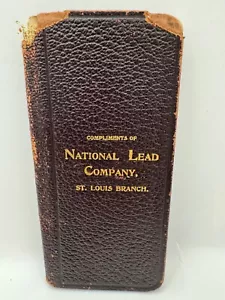 COMPLIMENTS OF
NATIONAL LEAD
COMPANY,
ST. LOUIS BRANCH.